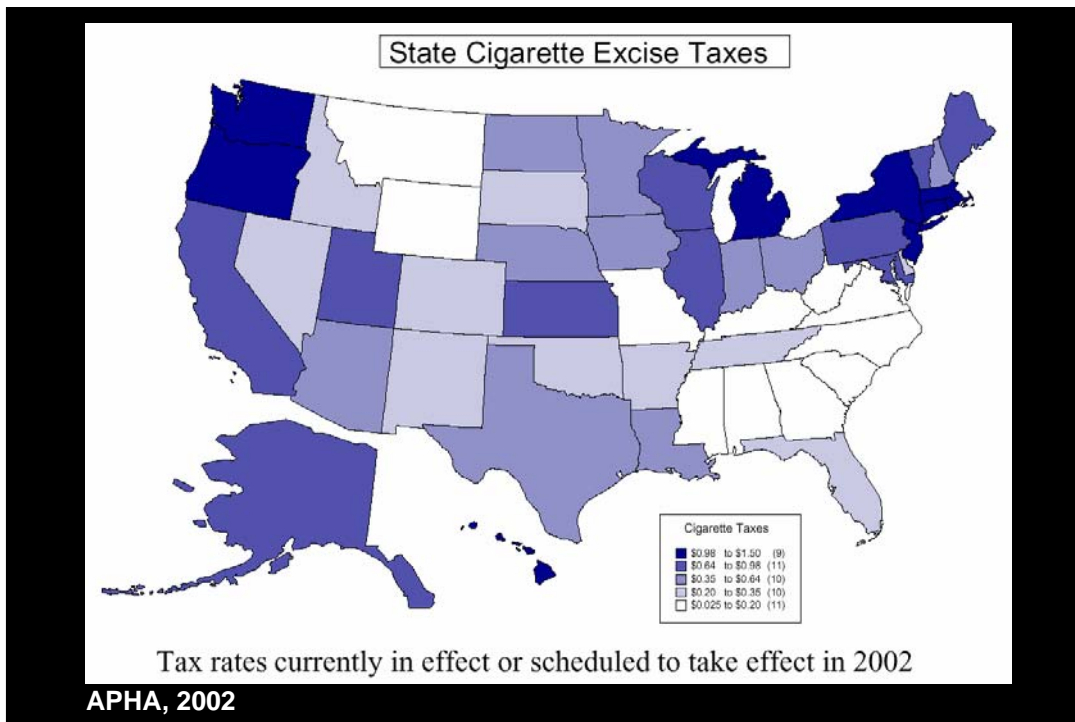 State Cigarette Excise Taxes
Cigarette Taxes
$0.98 to $1.50 (9)
$0.64 to $0.98 (11)
$0.35 to $0.64 (10)
$0.20 to $0.35 (10)
$0.025 to $0.20 (11)
Tax rates currently in effect or scheduled to take effect in 2002
APHA, 2002